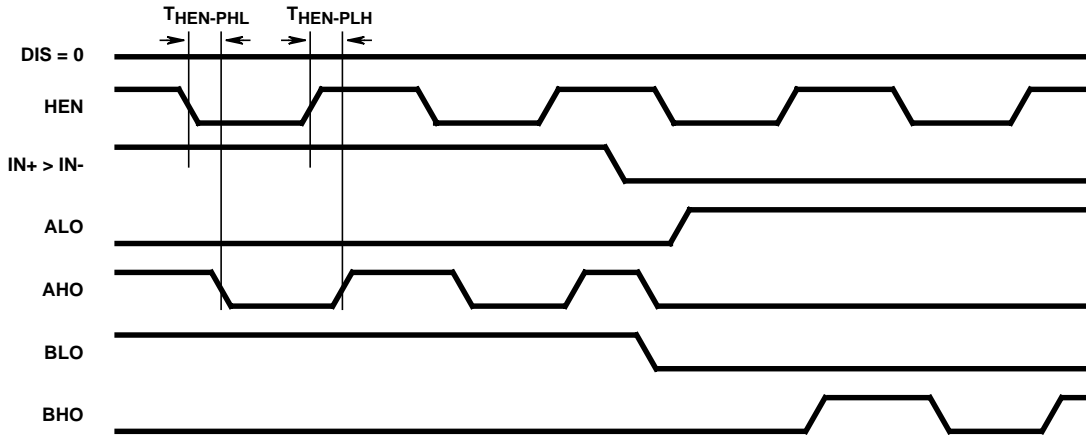 THEN-PHL THEN-PLH
DIS = 0
HEN
IN+ > IN-
ALO
AHO
BLO
BHO